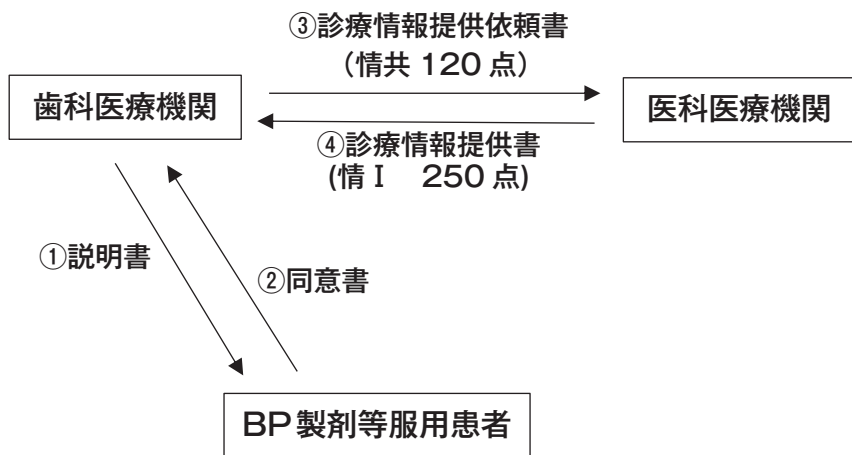 ③診療情報提供依頼書
（情共 120 点）
歯科医療機関
医科医療機関
④診療情報提供書
(情Ⅰ　250 点)
①説明書
②同意書
BP製剤等服用患者